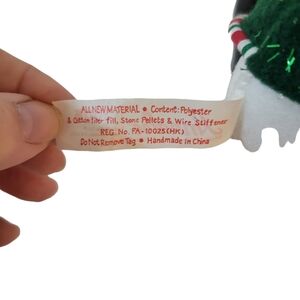 ALL NEW MATERIAL • Content: Polyester
& Cotton fiber fill, Stone Pellets & Wire Stiffener
REG. No. PA-10025 (HK)
Do Not Remove Tag • Handmade in China